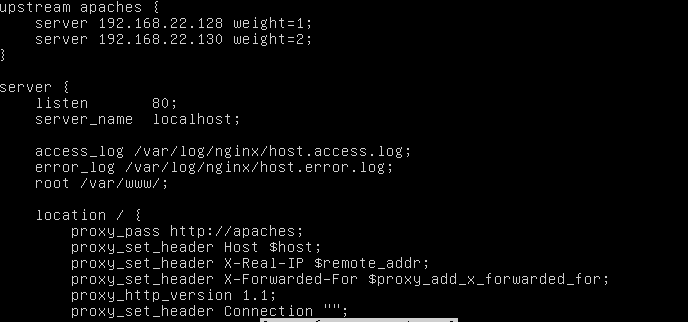 upstream apaches {
    server 192.168.22.128 weight=1;
    server 192.168.22.130 weight=2;
}

server {
    listen       80;
    server_name  localhost;

    access_log /var/log/nginx/host.access.log;
    error_log /var/log/nginx/host.error.log;
    root /var/www/;

    location / {
        proxy_pass http://apaches;
        proxy_set_header Host $host;
        proxy_set_header X-Real-IP $remote_addr;
        proxy_set_header X-Forwarded-For $proxy_add_x_forwarded_for;
        proxy_http_version 1.1;
        proxy_set_header Connection "";